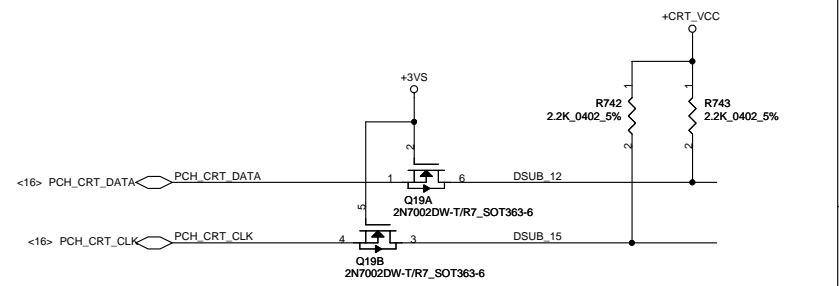 +CRT_VCC
+3VS
1
1
R742
2.2K_0402_5%
R743
2.2K_0402_5%
2
2
2
<16> PCH_CRT_DATA
PCH_CRT_DATA
1
6
DSUB_12
Q19A
2N7002DW-T/R7_SOT363-6
5
<16> PCH_CRT_CLK
PCH_CRT_CLK
4
3
DSUB_15
Q19B
2N7002DW-T/R7_SOT363-6